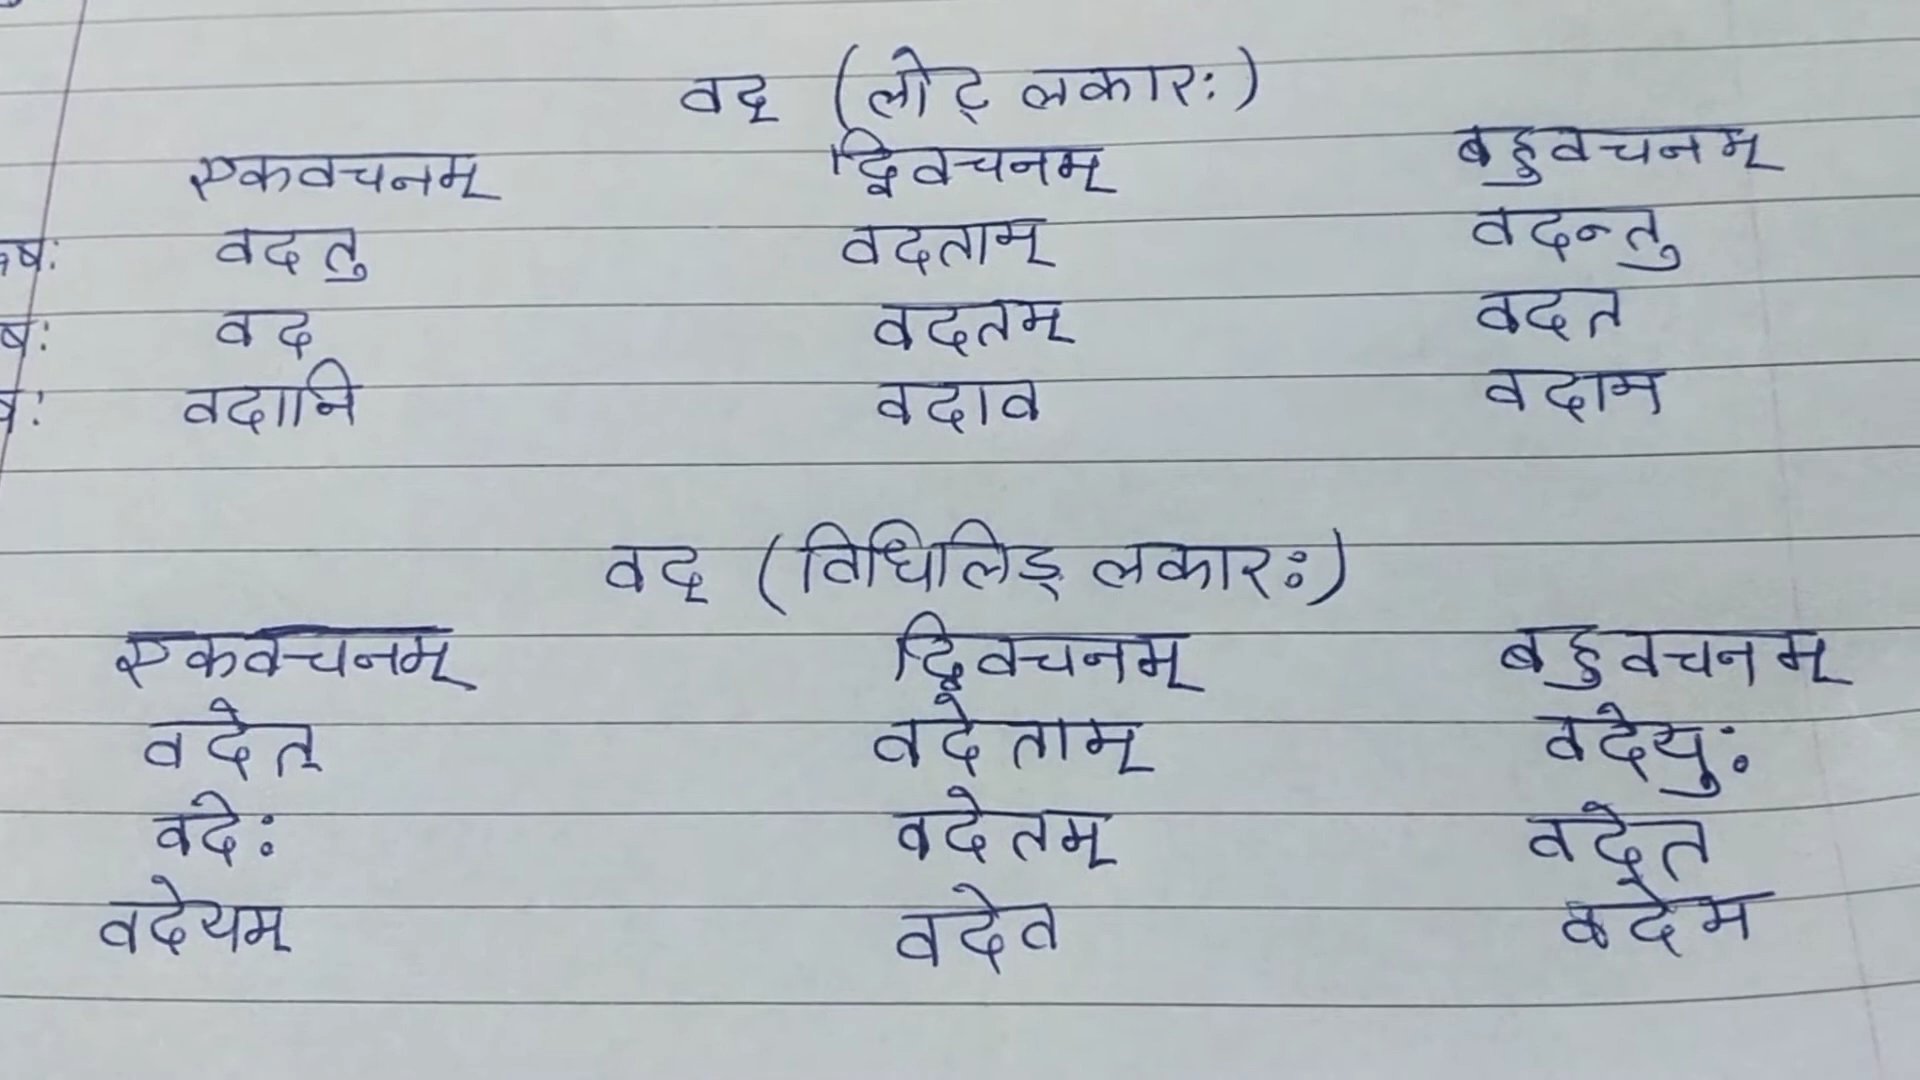 वद् (लोट् लकारः)
एकवचनम् द्विवचनम् बहुवचनम्
षः वदतु वदताम् वदन्तु
षः वद वदतम् वदत
वदानि वदाव वदाम
वद् (विधिलिङ् लकारः)
एकवचनम् द्विवचनम् बहुवचनम्
वदेत् वदेताम् वदेयुः
वदेः वदेतम् वदेत
वदेयम् वदेव वदेम